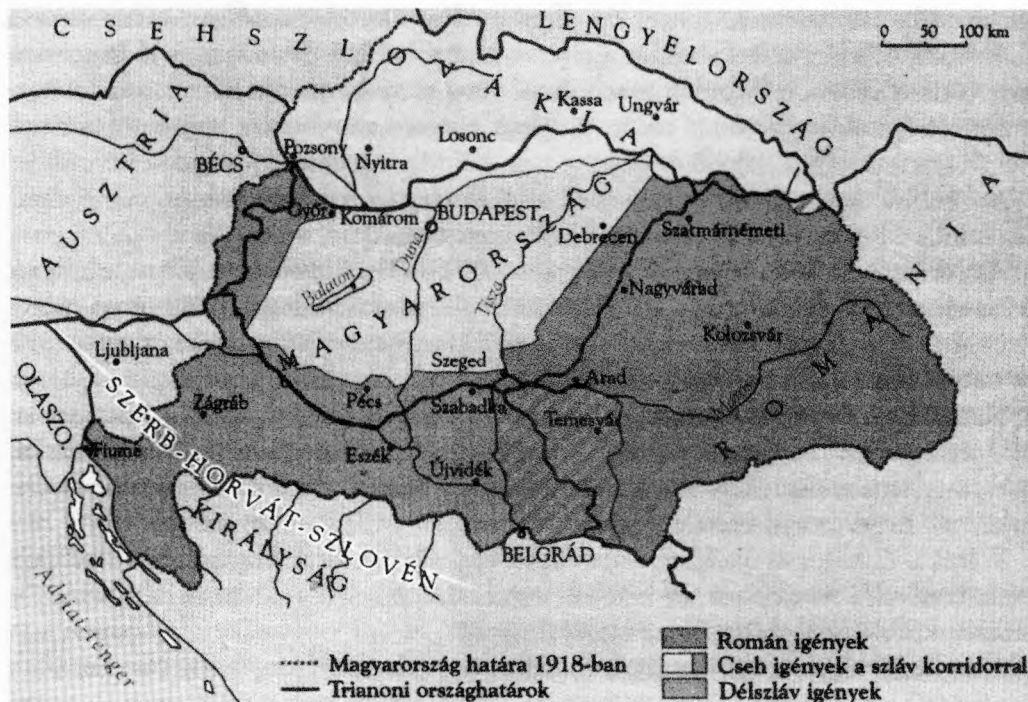 CSEHSZLOVÁKIA
LENGYELORSZÁG
0 50 100 km
AUSZTRIA
BÉCS
Pozsony
Nyitra
Losonc
Kassa
Ungvár
Győr
Komárom
BUDAPEST
Duna
Tisza
Balaton
MAGYARORSZÁG
Debrecen
Szatmárnémeti
Nagyvárad
Kolozsvár
ROMÁNIA
Maros
Arad
Szeged
Temesvár
Szabadka
Pécs
Ljubljana
Zágráb
Eszék
Újvidék
OLASZO.
Fiume
SZERB-HORVÁT-SZLOVÉN
KIRÁLYSÁG
BELGRÁD
Adriai-tenger
Magyarország határa 1918-ban
Trianoni országhatárok
Román igények
Cseh igények a szláv korridorral
Délszláv igények